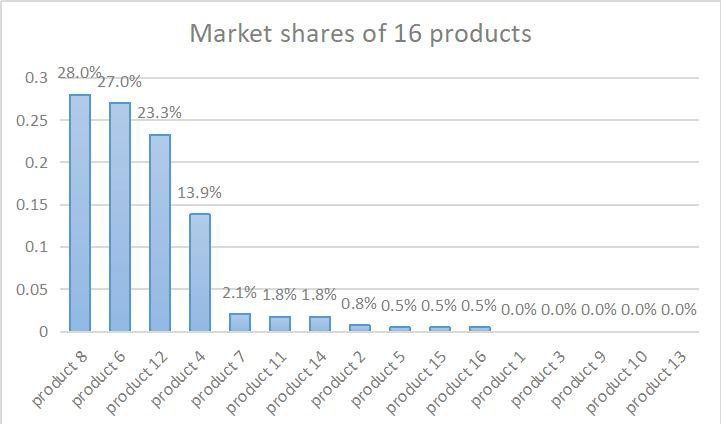 Market shares of 16 products
0.3
0.25
0.2
0.15
0.1
0.05
0
28.0%
27.0%
23.3%
13.9%
2.1%
1.8%
1.8%
0.8%
0.5%
0.5%
0.5%
0.0%
0.0%
0.0%
0.0%
0.0%
product 8
product 6
product 12
product 4
product 7
product 11
product 14
product 2
product 5
product 15
product 16
product 1
product 3
product 9
product 10
product 13